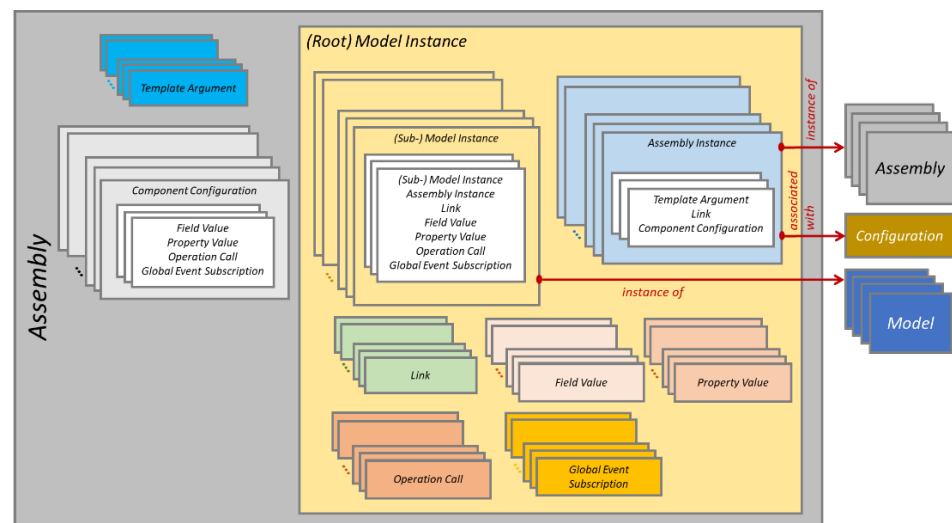 (Root) Model Instance
Template Argument
Component Configuration
Field Value
Property Value
Operation Call
Global Event Subscription
Assembly
(Sub-) Model Instance
(Sub-) Model Instance
Assembly Instance
Link
Field Value
Property Value
Operation Call
Global Event Subscription
Assembly Instance
Template Argument
Link
Component Configuration
instance of
associated
with
instance of
Assembly
Configuration
Model
Link
Field Value
Property Value
Operation Call
Global Event
Subscription